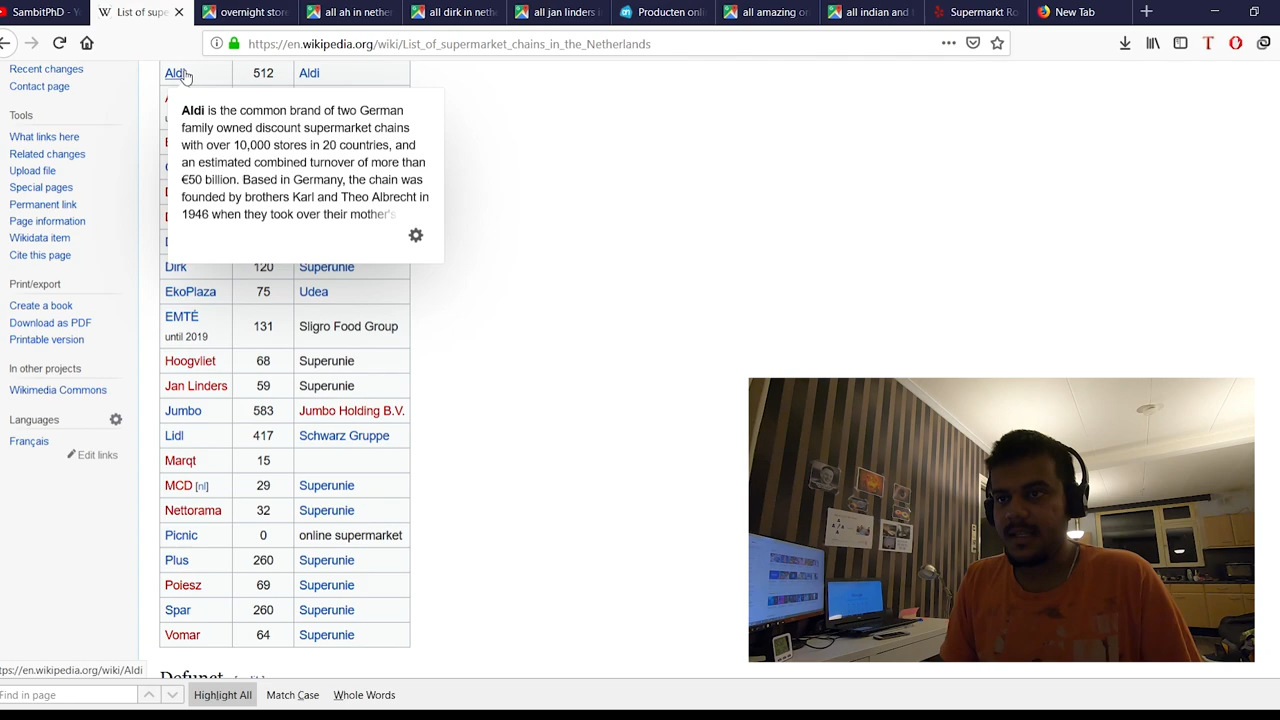 SambitPhD - Yo
List of supe
overnight store
all ah in nethe
all dirk in nethe
all jan linders i
Producten onli
all amazing or
all indian and
Supermarkt Ro
New Tab
https://en.wikipedia.org/wiki/List_of_supermarket_chains_in_the_Netherlands
Recent changes
Contact page
Tools
What links here
Related changes
Upload file
Special pages
Permanent link
Page information
Wikidata item
Cite this page
Print/export
Create a book
Download as PDF
Printable version
In other projects
Wikimedia Commons
Languages
Français
Edit links
Aldi 512 Aldi
Aldi is the common brand of two German
family owned discount supermarket chains
with over 10,000 stores in 20 countries, and
an estimated combined turnover of more than
€50 billion. Based in Germany, the chain was
founded by brothers Karl and Theo Albrecht in
1946 when they took over their mother's
Dirk 120 Superunie
EkoPlaza 75 Udea
EMTÉ
until 2019 131 Sligro Food Group
Hoogvliet 68 Superunie
Jan Linders 59 Superunie
Jumbo 583 Jumbo Holding B.V.
Lidl 417 Schwarz Gruppe
Marqt 15
MCD [nl] 29 Superunie
Nettorama 32 Superunie
Picnic 0 online supermarket
Plus 260 Superunie
Poiesz 69 Superunie
Spar 260 Superunie
Vomar 64 Superunie
tps://en.wikipedia.org/wiki/Aldi
Find in page
Highlight All
Match Case
Whole Words